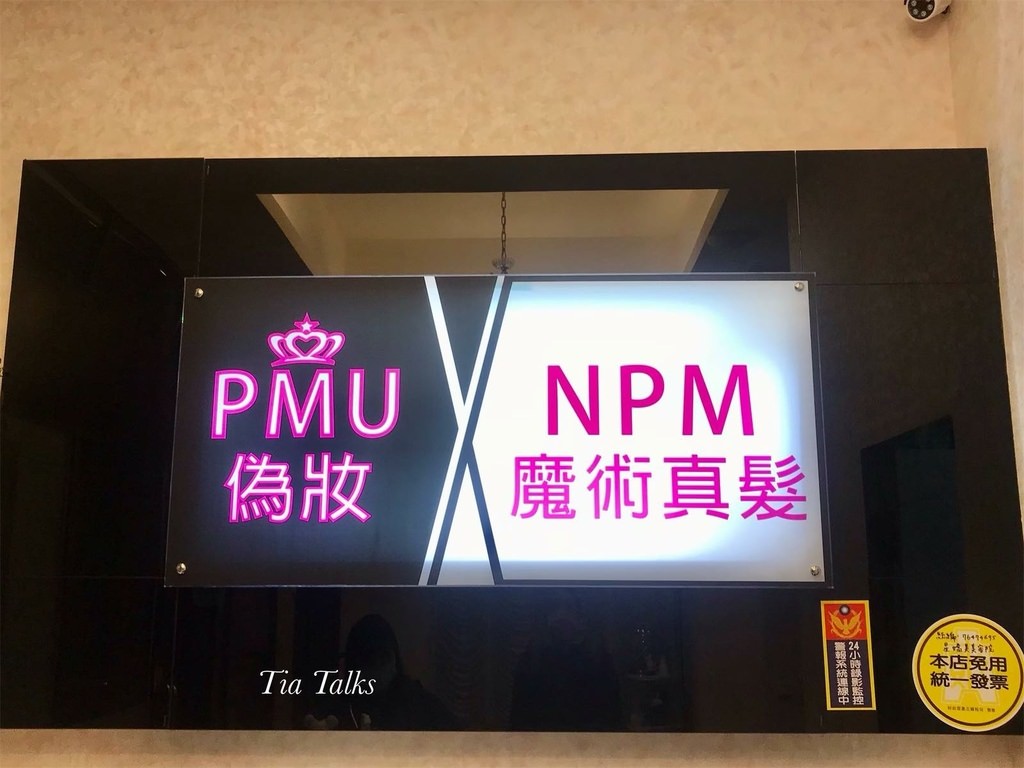 PMU
偽妝
NPM
魔術真髮
Tia Talks
24小時錄影監控
警報系統連線中
本店免用
統一發票